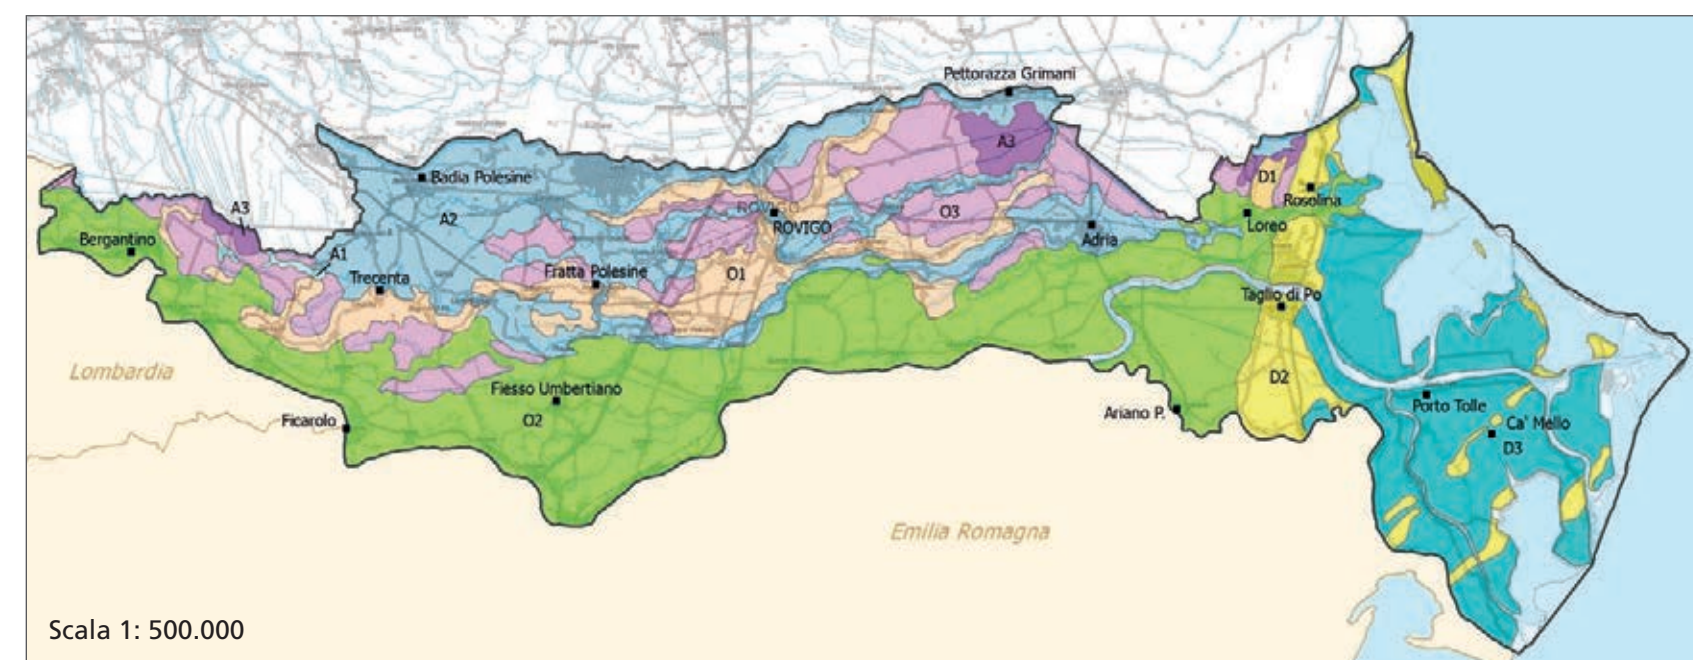 Pettorazza Grimani
A3
Badia Polesine
D1
Rosolina
A3
A2
ROVIGO
ROVIGO
O3
Loreo
Bergantino
Adria
A1
Trecenta
Fratta Polesine
O1
Taglio di Po
Lombardia
D2
Fiesso Umbertiano
Porto Tolle
Ficarolo
O2
Ariano P.
Ca' Mello
D3
Emilia Romagna
Scala 1: 500.000